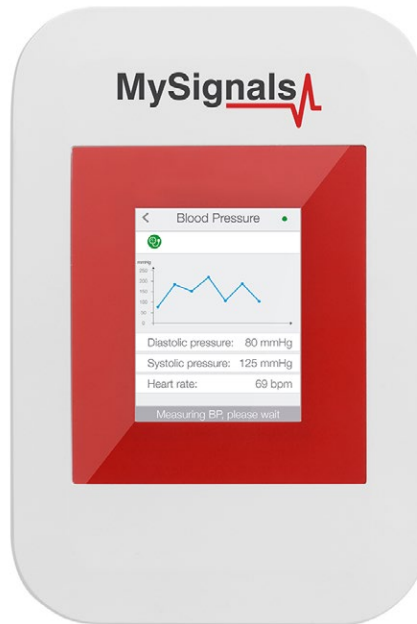 MySignals
Blood Pressure
mmHg
250
200
150
100
50
0
Diastolic pressure: 80 mmHg
Systolic pressure: 125 mmHg
Heart rate: 69 bpm
Measuring BP, please wait